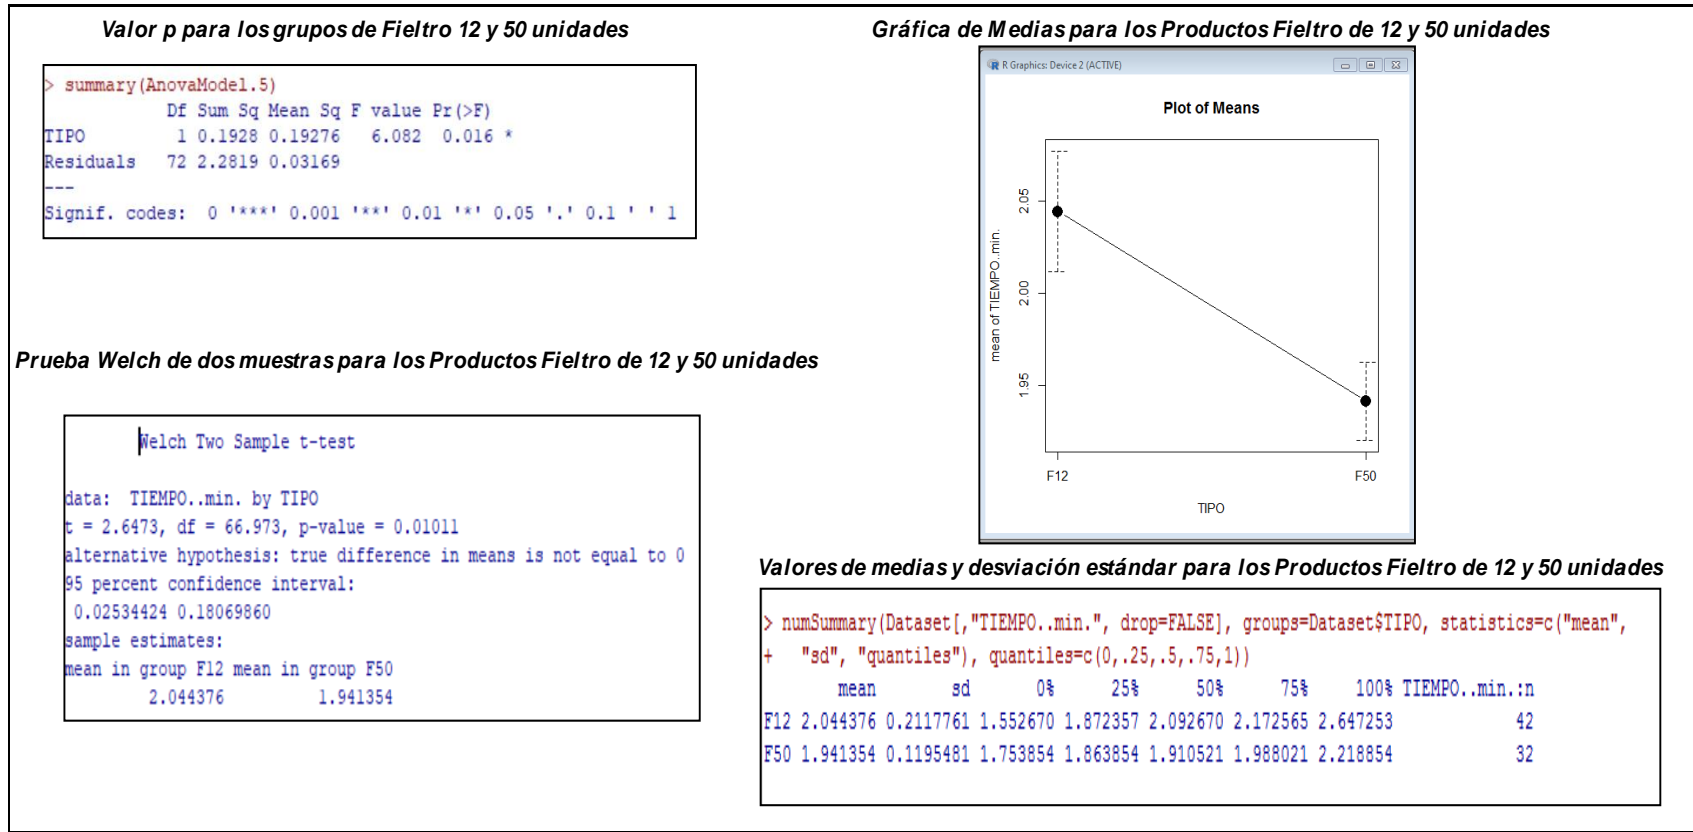 Valor p para los grupos de Fieltro 12 y 50 unidades
> summary(AnovaModel.5)
Df Sum Sq Mean Sq F value Pr(>F)
TIPO 1 0.1928 0.19276 6.082 0.016 *
Residuals 72 2.2819 0.03169
---
Signif. codes: 0 '***' 0.001 '**' 0.01 '*' 0.05 '.' 0.1 ' ' 1
Gráfica de Medias para los Productos Fieltro de 12 y 50 unidades
R Graphics: Device 2 (ACTIVE)
Plot of Means
mean of TIEMPO..min.
2.05
2.00
1.95
F12 F50
TIPO
Prueba Welch de dos muestras para los Productos Fieltro de 12 y 50 unidades
Welch Two Sample t-test
data: TIEMPO..min. by TIPO
t = 2.6473, df = 66.973, p-value = 0.01011
alternative hypothesis: true difference in means is not equal to 0
95 percent confidence interval:
0.02534424 0.18069860
sample estimates:
mean in group F12 mean in group F50
2.044376 1.941354
Valores de medias y desviación estándar para los Productos Fieltro de 12 y 50 unidades
> numSummary(Dataset[,"TIEMPO..min.", drop=FALSE], groups=Dataset$TIPO, statistics=c("mean",
+ "sd", "quantiles"), quantiles=c(0,.25,.5,.75,1))
mean sd 0% 25% 50% 75% 100% TIEMPO..min.:n
F12 2.044376 0.2117761 1.552670 1.872357 2.092670 2.172565 2.647253 42
F50 1.941354 0.1195481 1.753854 1.863854 1.910521 1.988021 2.218854 32